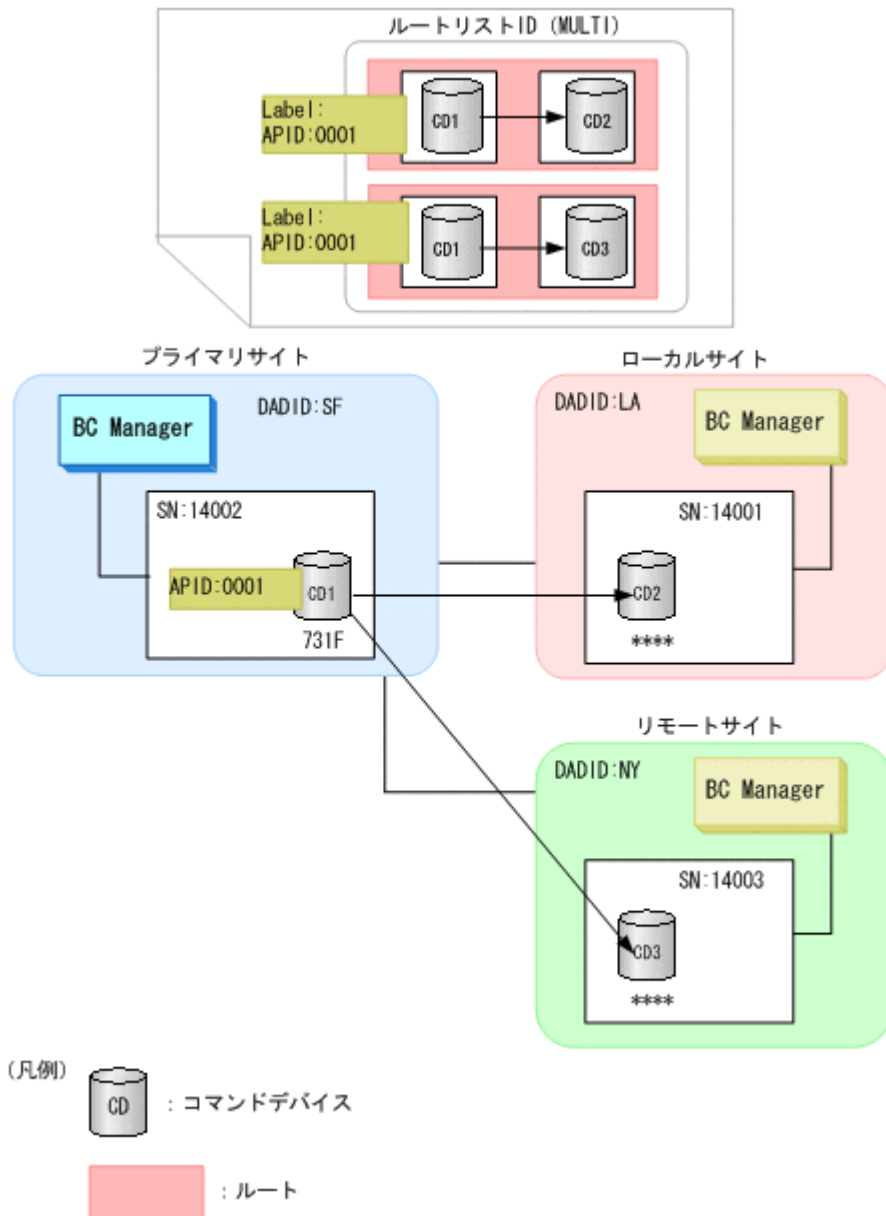 ルートリストID (MULTI)
Label:
APID:0001
CD1
CD2
Label:
APID:0001
CD1
CD3
プライマリサイト
ローカルサイト
BC Manager
DADID:SF
DADID:LA
BC Manager
SN:14002
SN:14001
APID:0001
CD1
CD2
731F
****
リモートサイト
DADID:NY
BC Manager
SN:14003
CD3
****
(凡例)
CD
: コマンドデバイス
: ルート